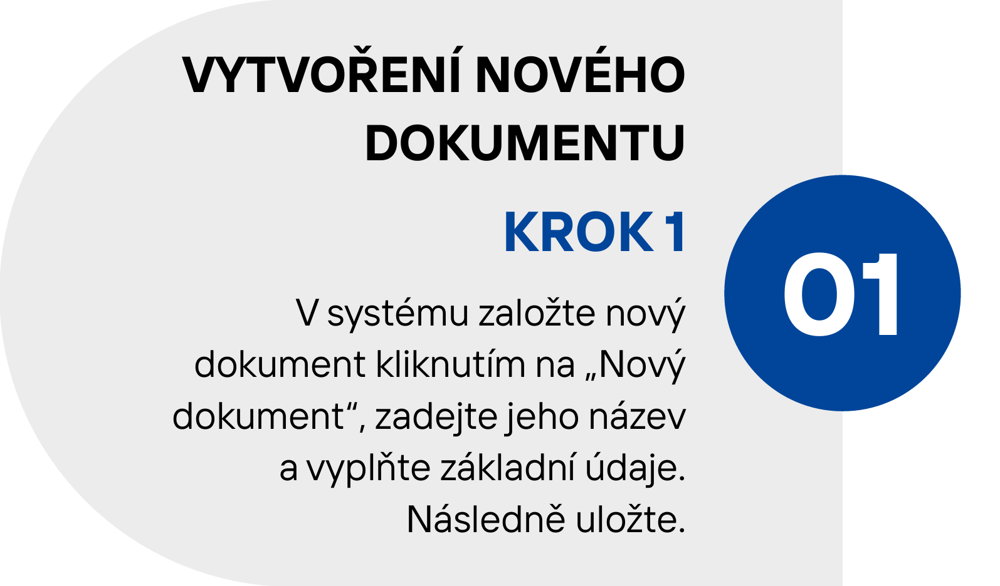 VYTVOŘENÍ NOVÉHO
DOKUMENTU
KROK 1
V systému založte nový
dokument kliknutím na „Nový
dokument“, zadejte jeho název
a vyplňte základní údaje.
Následně uložte.
01